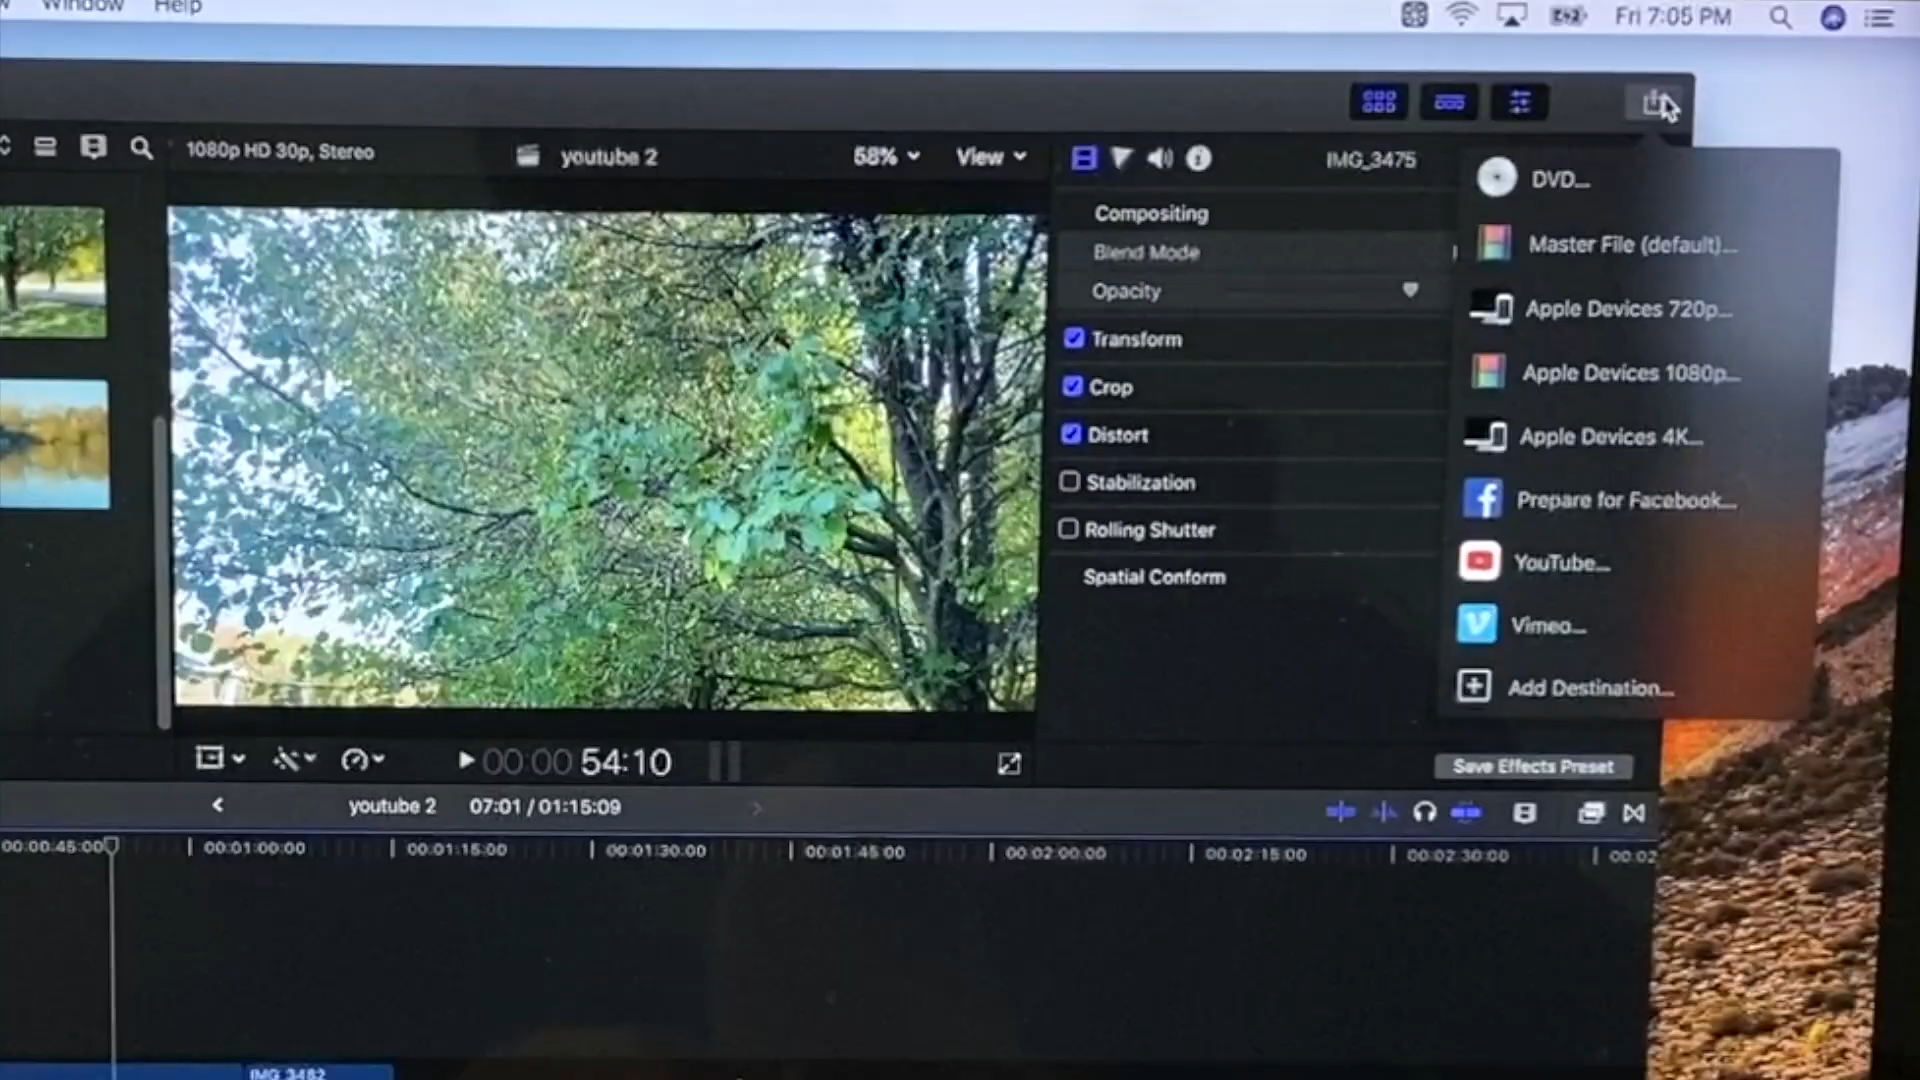 Window Help
Fri 7:05 PM
1080p HD 30p, Stereo
youtube 2
58%
View
IMG_3475
Compositing
Blend Mode
Opacity
Transform
Crop
Distort
Stabilization
Rolling Shutter
Spatial Conform
DVD...
Master File (default)...
Apple Devices 720p...
Apple Devices 1080p...
Apple Devices 4K...
Prepare for Facebook...
YouTube...
Vimeo...
Add Destination...
Save Effects Preset
00:00 54:10
youtube 2
07:01 / 01:15:09
00:00:45:00
00:01:00:00
00:01:15:00
00:01:30:00
00:01:45:00
00:02:00:00
00:02:15:00
00:02:30:00
00:02
IMG_3482